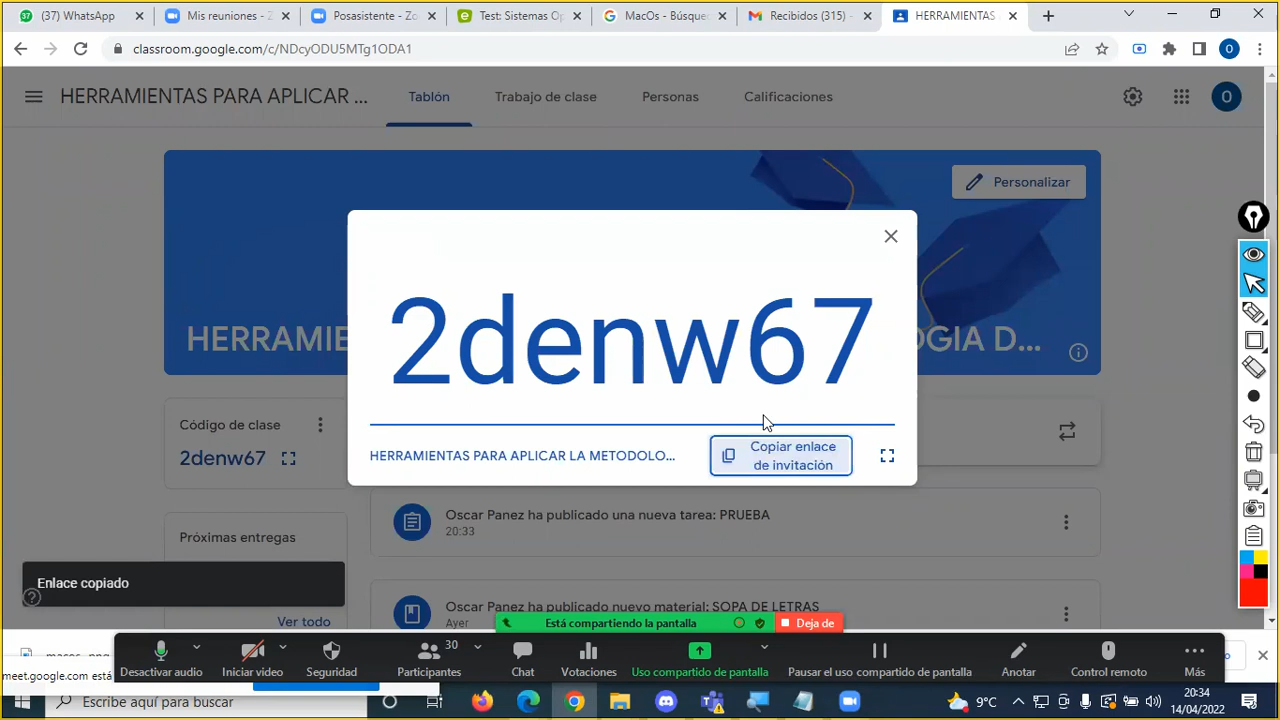 (37) WhatsApp
Mis reuniones - Z
Posasistente - Zo
Test: Sistemas Op
MacOs - Búsque
Recibidos (315) -
HERRAMIENTAS
classroom.google.com/c/NDcyODU5MTg1ODA1
O
HERRAMIENTAS PARA APLICAR ...
Tablón
Trabajo de clase
Personas
Calificaciones
O
Personalizar
2denw67
HERRAMIEN
OGIA D...
Código de clase
2denw67
HERRAMIENTAS PARA APLICAR LA METODOLO...
Copiar enlace
de invitación
Oscar Panez ha publicado una nueva tarea: PRUEBA
20:33
Próximas entregas
Enlace copiado
Oscar Panez ha publicado nuevo material: SOPA DE LETRAS
Ayer
Ver todo
Está compartiendo la pantalla
Deja de
30
Desactivar audio
Iniciar video
Seguridad
Participantes
Chat
Votaciones
Uso compartido de pantalla
Pausar el uso compartido de pantalla
Anotar
Control remoto
Más
meet.google.com está
Escribe aquí para buscar
9°C
20:34
14/04/2022